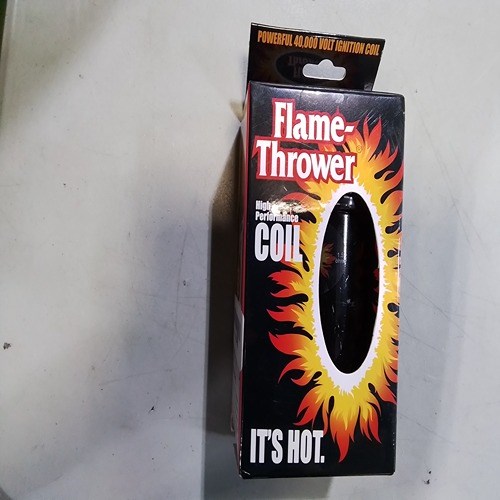 POWERFUL 40,000 VOLT IGNITION COIL
Flame-
Thrower
High
Performance
COIL
IT'S HOT.